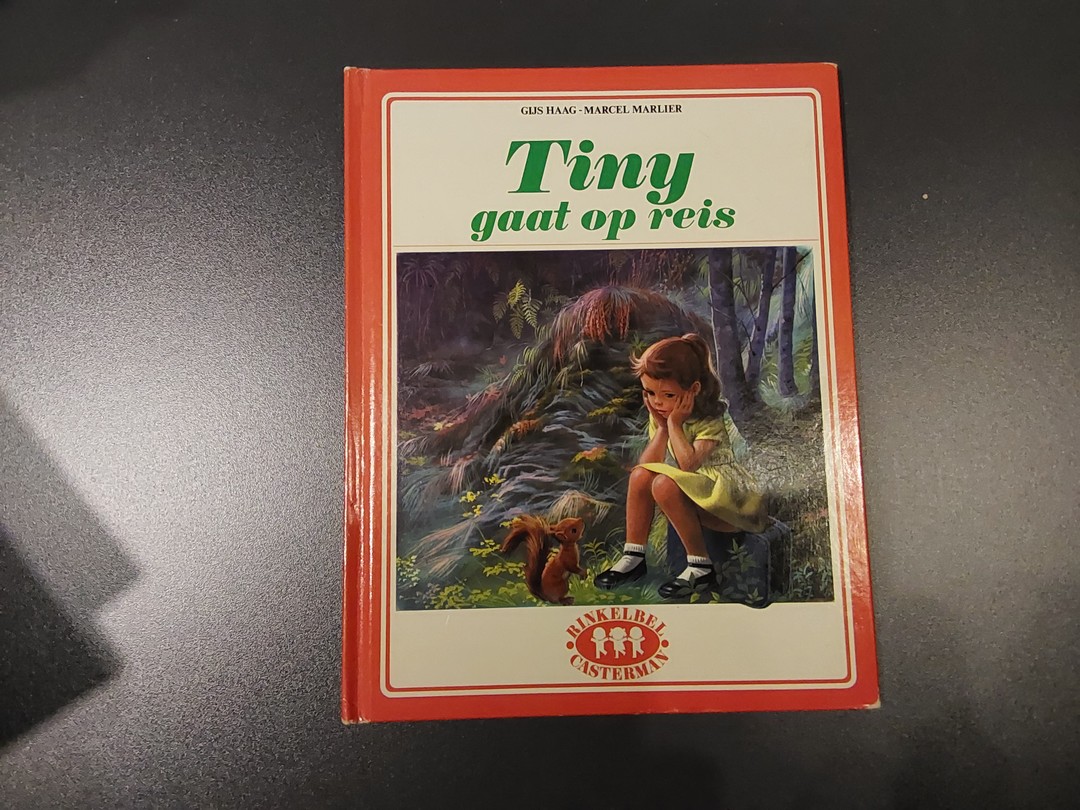 GIJS HAAG - MARCEL MARLIER
Tiny
gaat op reis
RINKELBEL
CASTERMAN